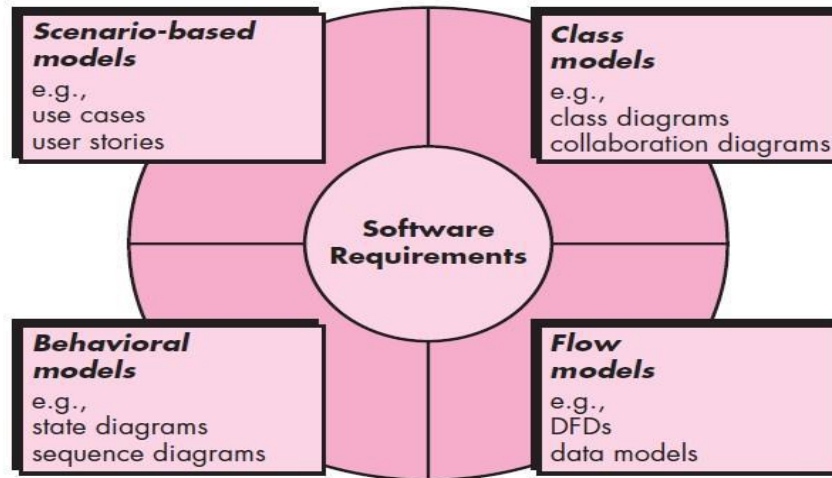 Scenario-based
models
e.g.,
use cases
user stories
Class
models
e.g.,
class diagrams
collaboration diagrams
Software
Requirements
Behavioral
models
e.g.,
state diagrams
sequence diagrams
Flow
models
e.g.,
DFDs
data models